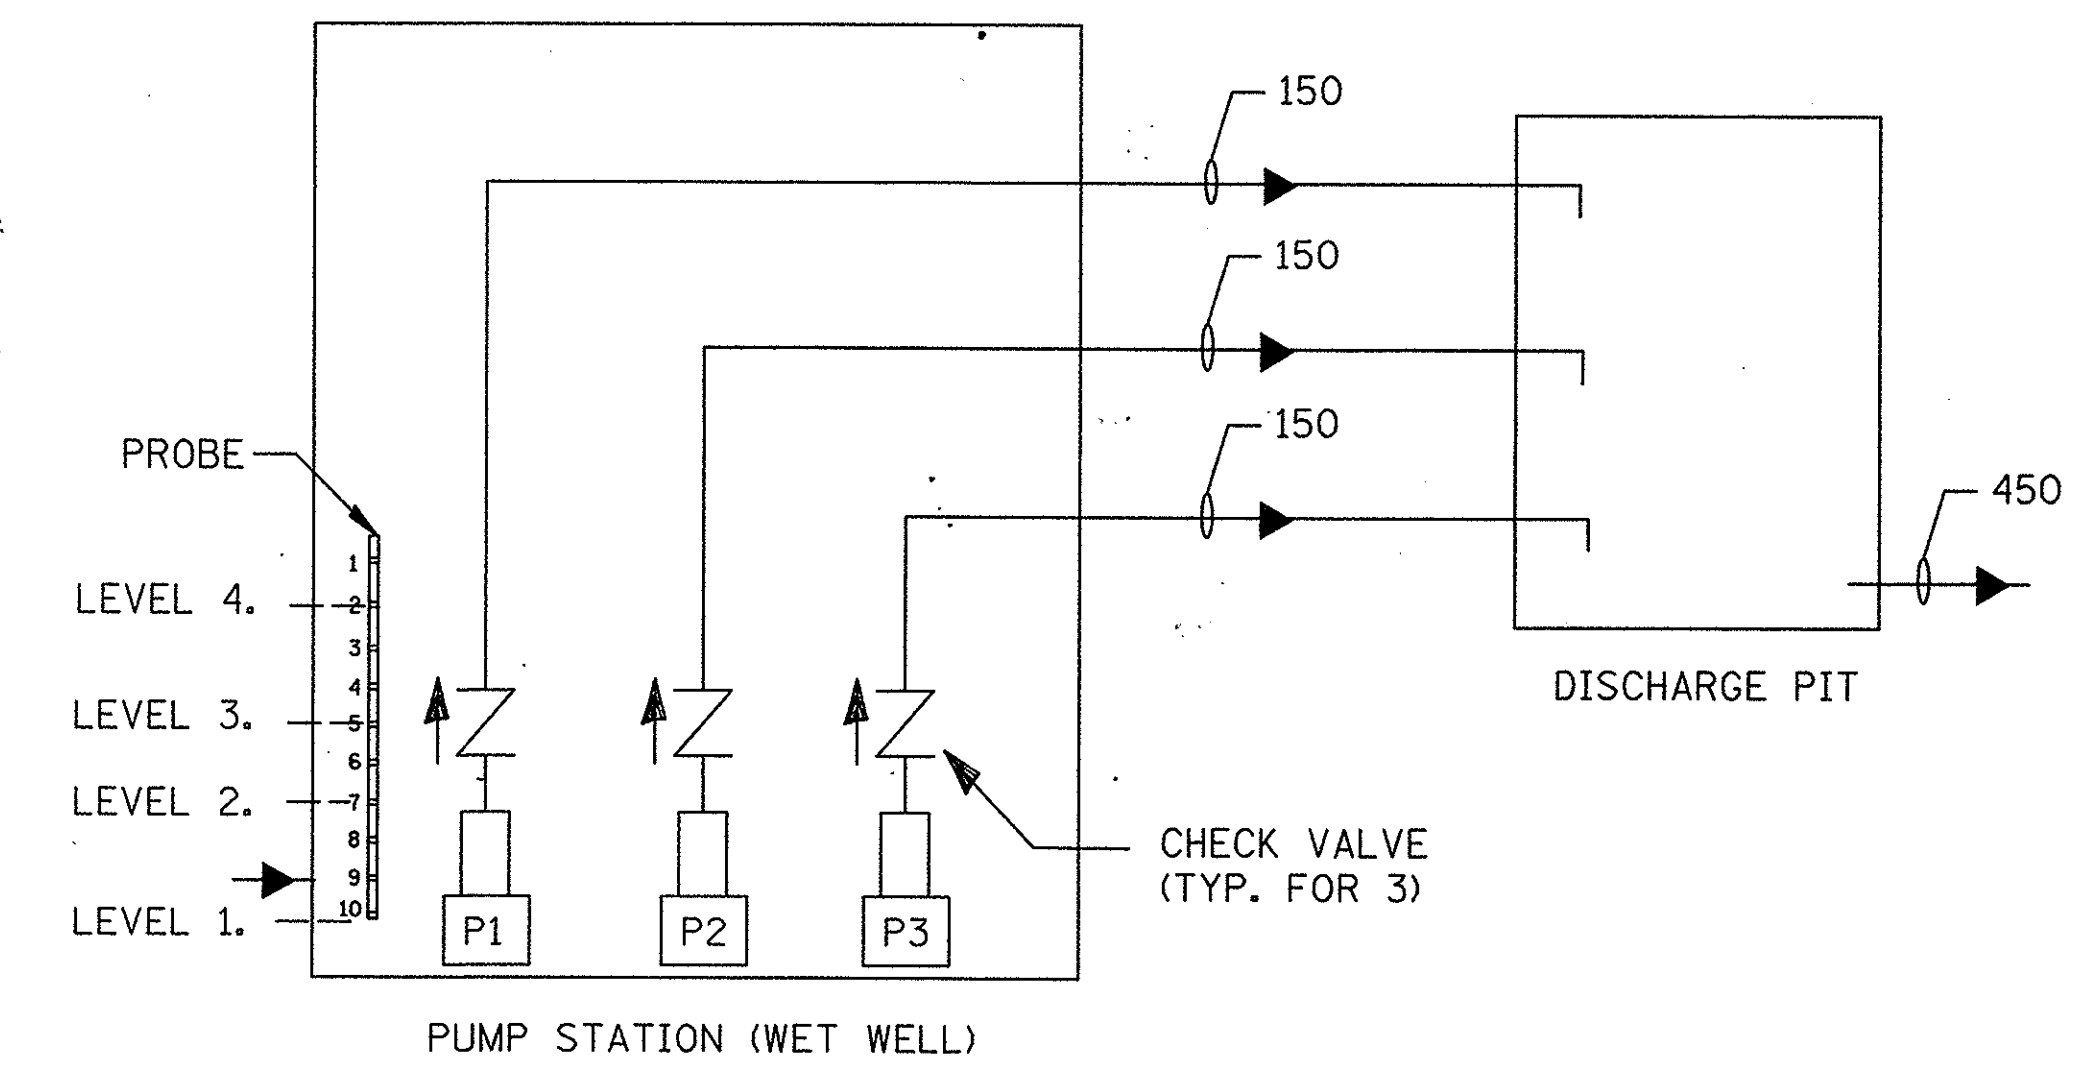 150
150
150
450
PROBE
1
LEVEL 4. 2
3
4
LEVEL 3. 5
6
LEVEL 2. 7
8
9
LEVEL 1. 10
P1
P2
P3
CHECK VALVE
(TYP. FOR 3)
DISCHARGE PIT
PUMP STATION (WET WELL)